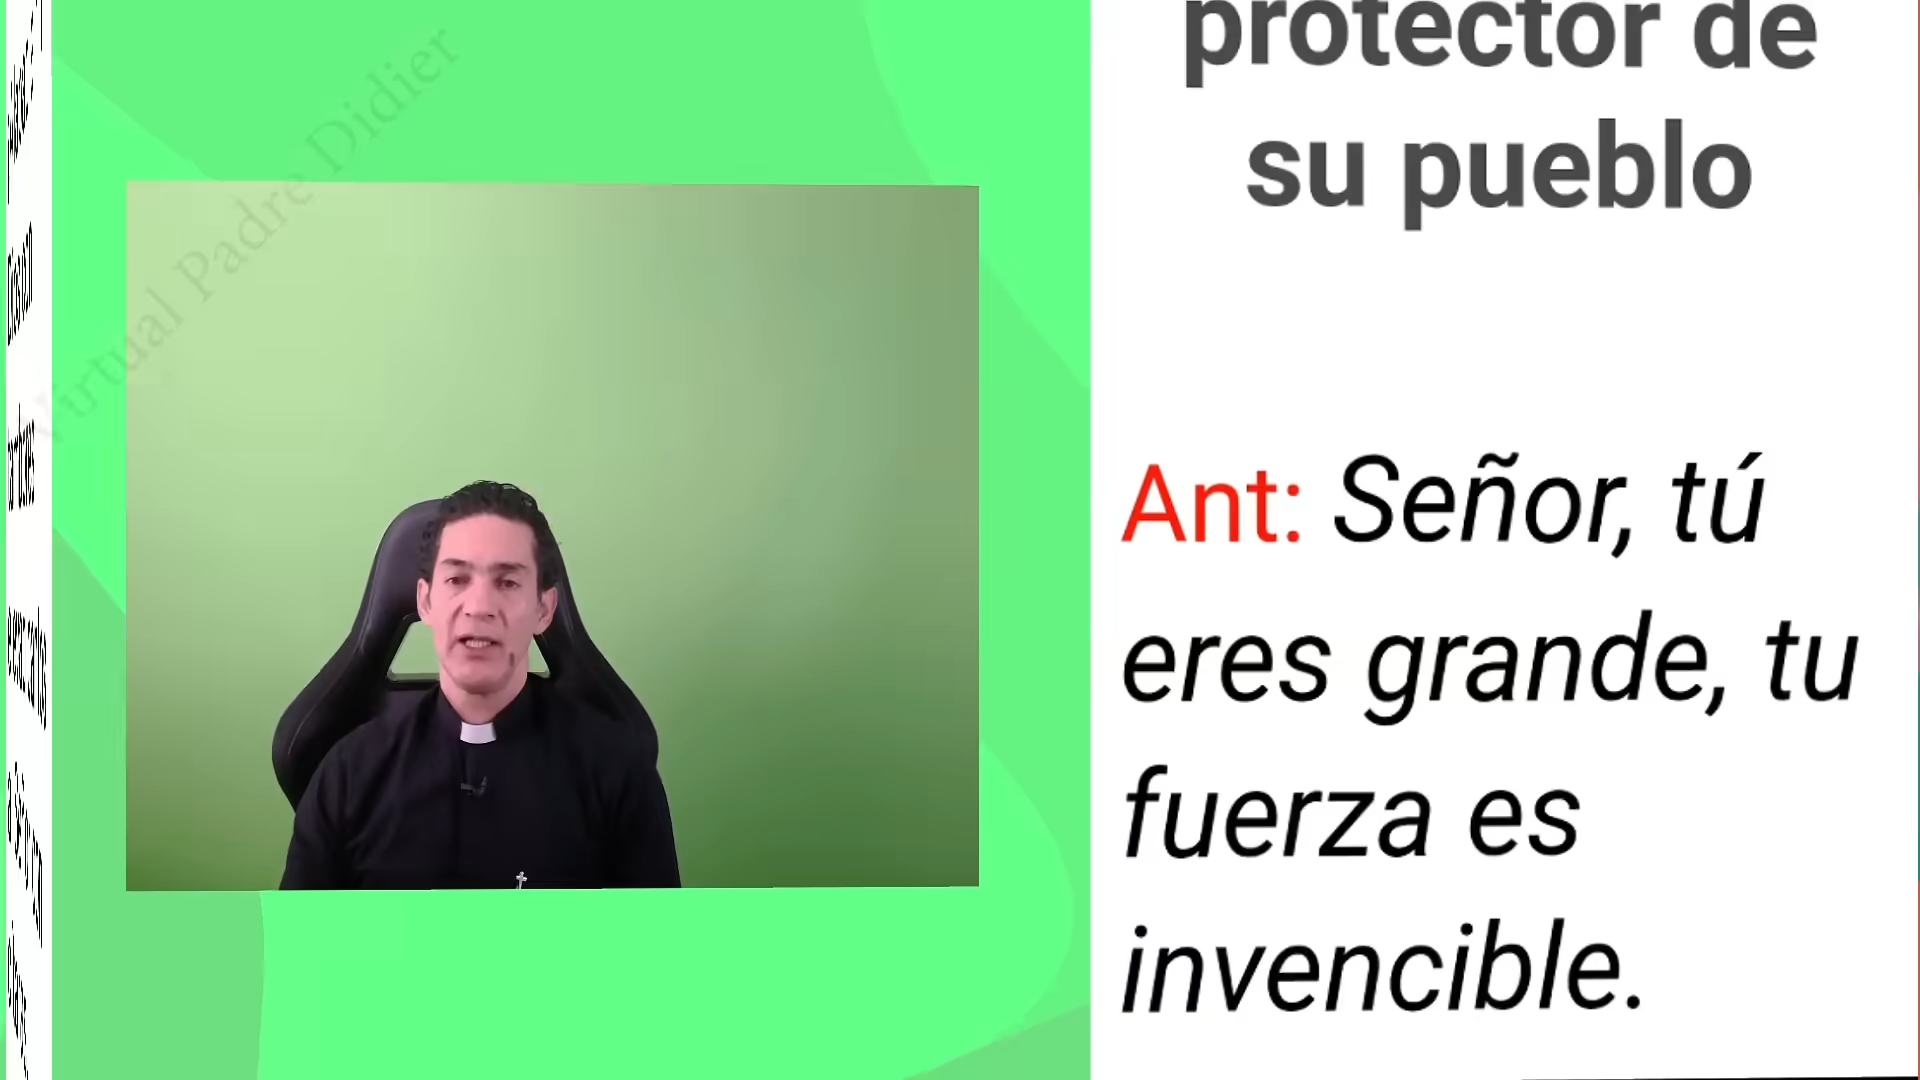 Virtual Padre Didier
protector de
su pueblo
Ant: Señor, tú
eres grande, tu
fuerza es
invencible.